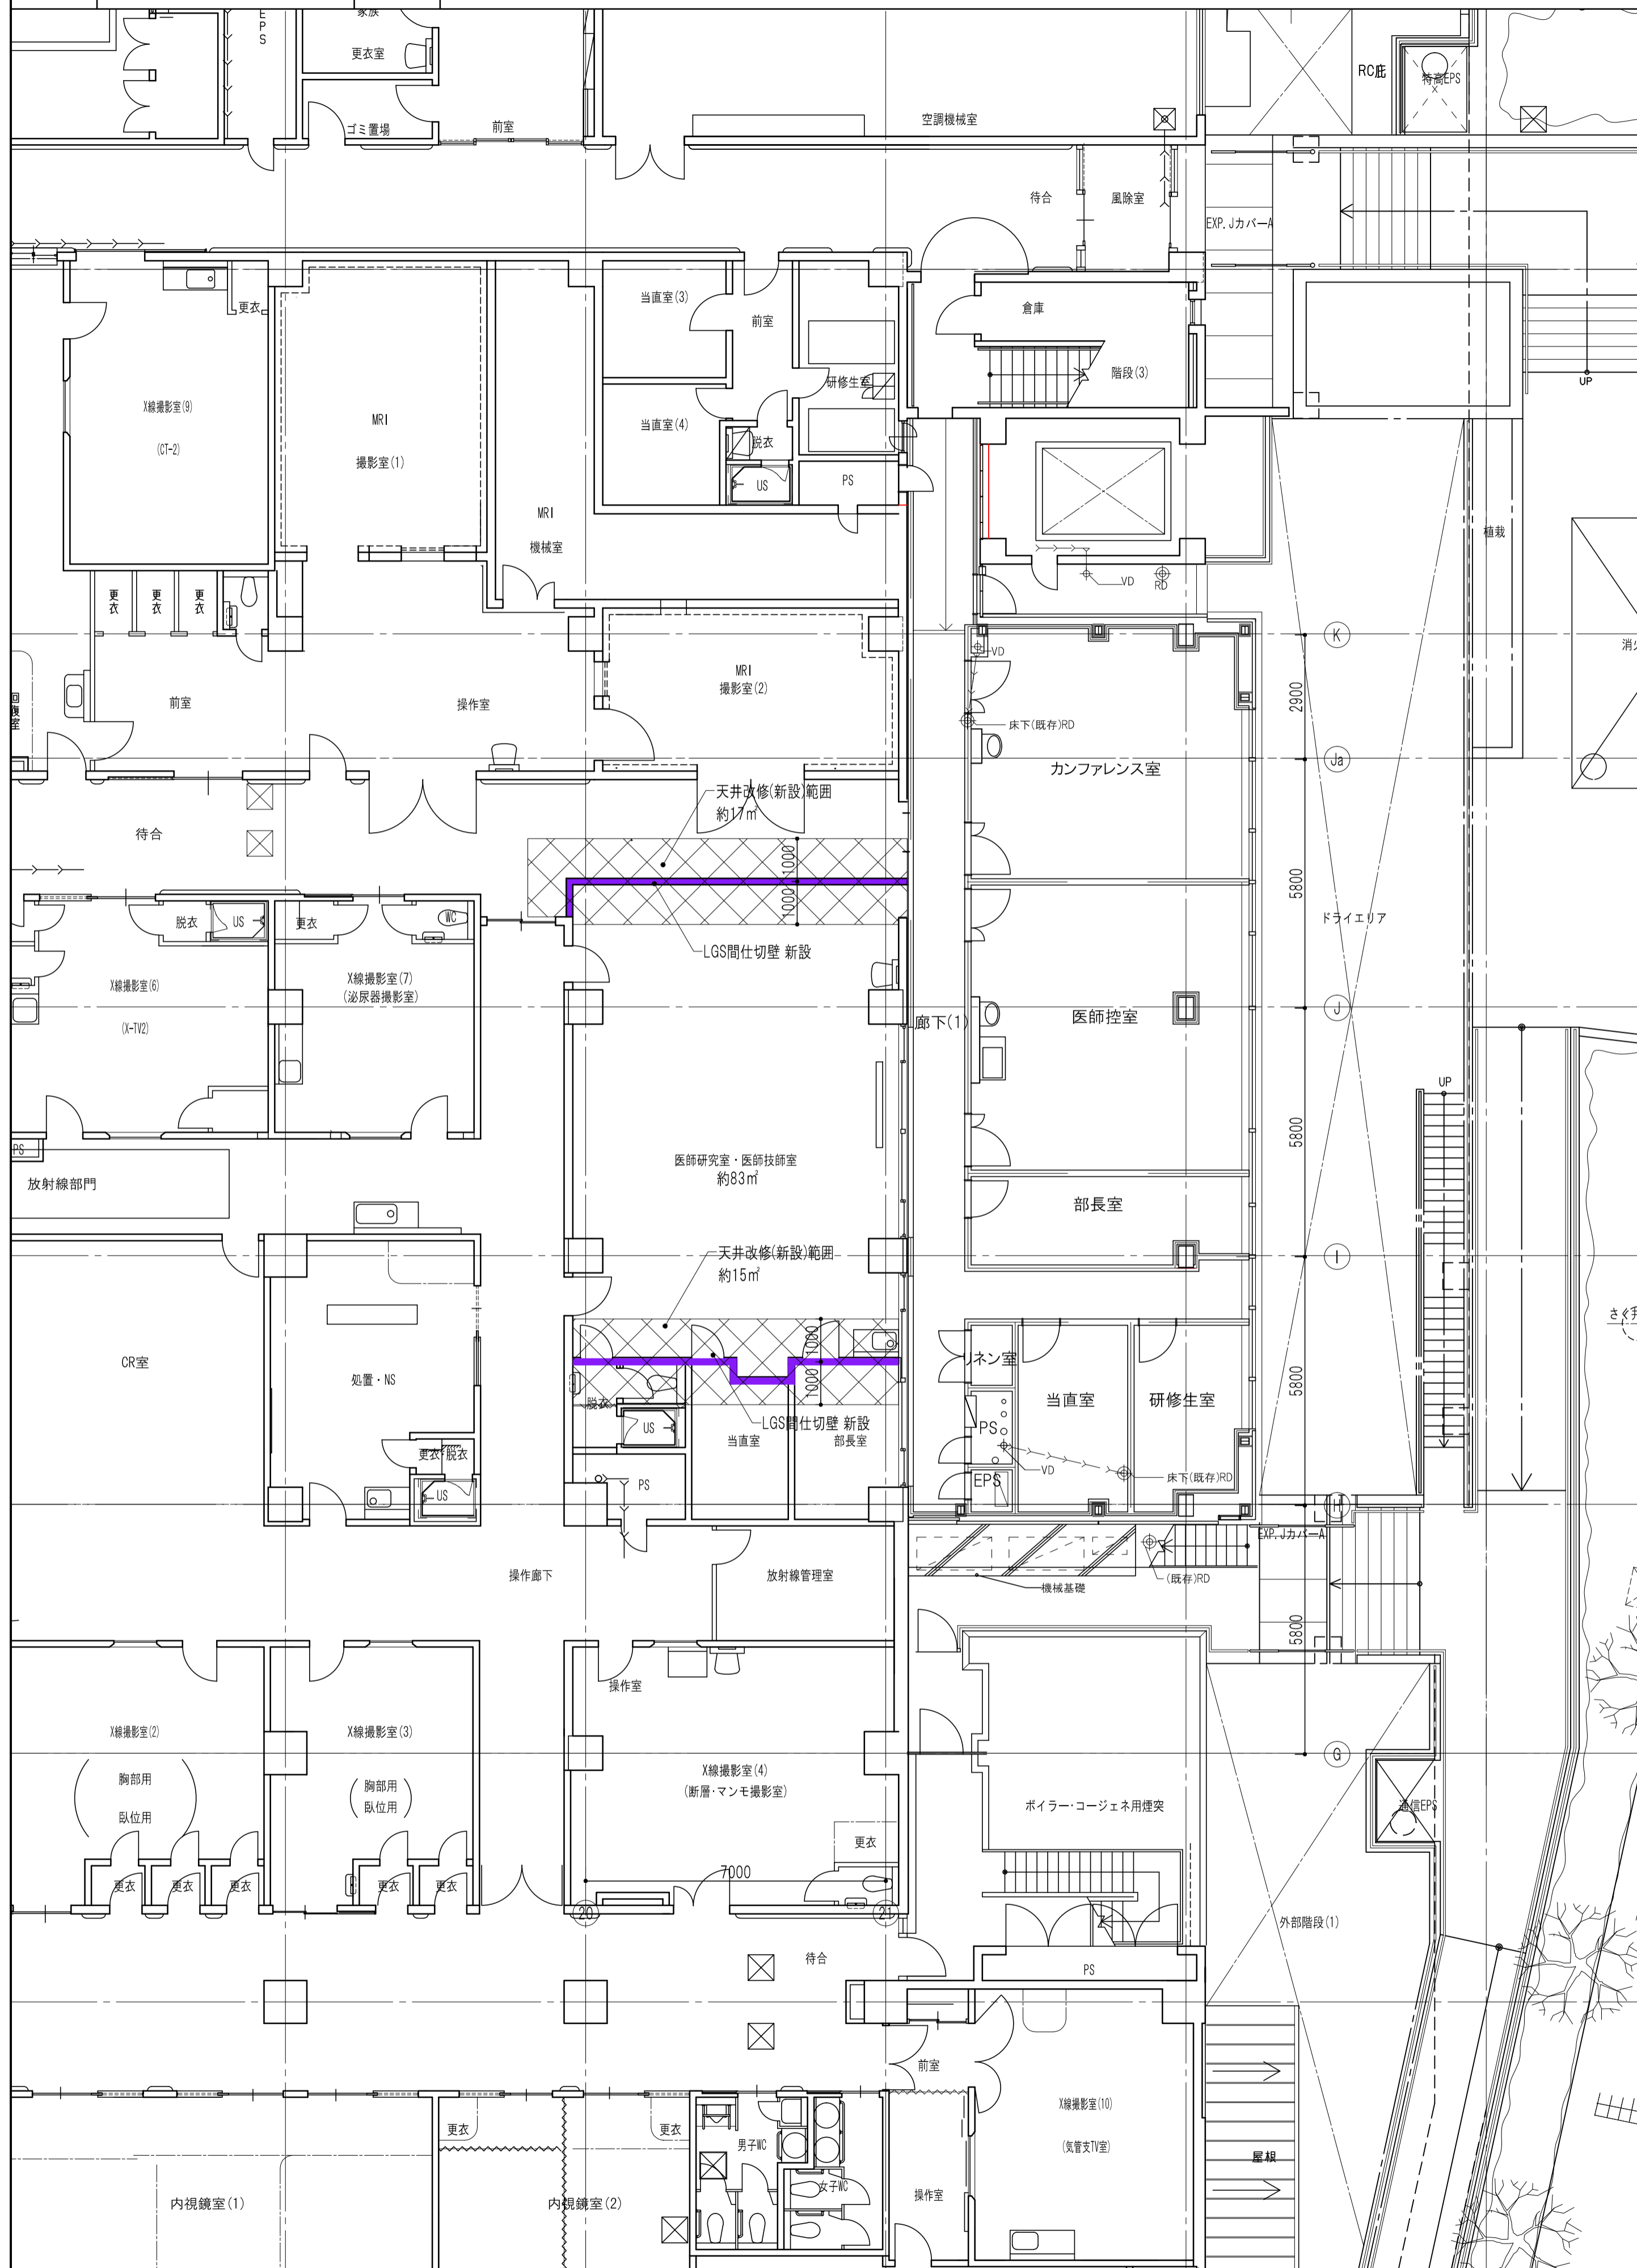 EPS
家族
更衣室
ゴミ置場
前室
空調機械室
RC庇
特高EPS
待合
風除室
EXP.JカバーA
更衣
当直室(3)
前室
倉庫
階段(3)
UP
X線撮影室(9)
(CT-2)
MRI
撮影室(1)
当直室(4)
研修生室
脱衣
US
PS
MRI
機械室
植栽
VD
RD
更衣
更衣
更衣
K
VD
MRI
撮影室(2)
回復室
前室
操作室
2900
床下(既存)RD
カンファレンス室
Ja
天井改修(新設)範囲
約17㎡
待合
1000
1000
5800
ドライエリア
脱衣
US
更衣
WC
LGS間仕切壁 新設
X線撮影室(6)
(X-TV2)
X線撮影室(7)
(泌尿器撮影室)
廊下(1)
医師控室
J
UP
5800
PS
放射線部門
医師研究室・医師技師室
約83㎡
部長室
天井改修(新設)範囲
約15㎡
I
CR室
処置・NS
1000
1000
リネン室
当直室
研修生室
5800
脱衣
US
LGS間仕切壁 新設
当直室
部長室
PS
VD
床下(既存)RD
EPS
更衣・脱衣
US
PS
H
EXP.JカバーA
操作廊下
放射線管理室
機械基礎
(既存)RD
5800
操作室
X線撮影室(2)
胸部用
臥位用
X線撮影室(3)
胸部用
臥位用
X線撮影室(4)
(断層・マンモ撮影室)
G
ボイラー・コージェネ用煙突
通信EPS
更衣
更衣
更衣
更衣
更衣
更衣
7000
20
21
外部階段(1)
待合
PS
前室
更衣
更衣
男子WC
女子WC
X線撮影室(10)
(気管支TV室)
操作室
屋根
内視鏡室(1)
内視鏡室(2)